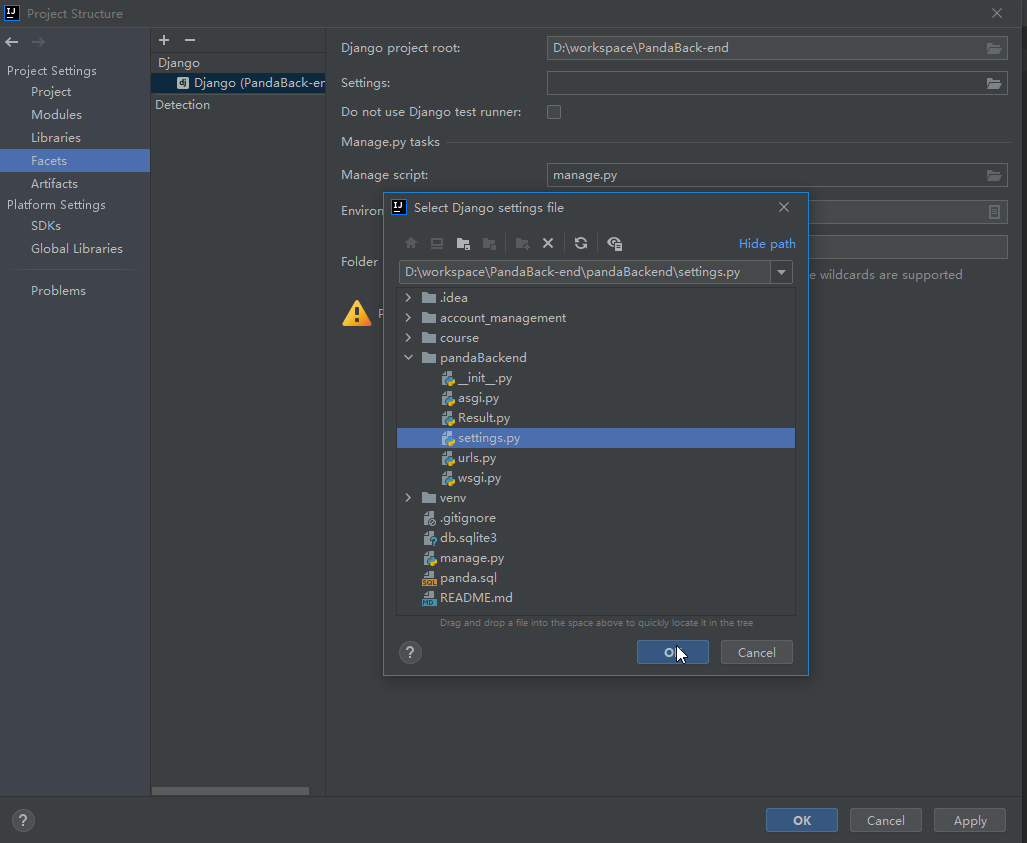 Project Structure
Project Settings
Project
Modules
Libraries
Facets
Artifacts
Platform Settings
SDKs
Global Libraries
Problems
Django
Django (PandaBack-er
Detection
Django project root:
D:\workspace\PandaBack-end
Settings:
Do not use Django test runner:
Manage.py tasks
Manage script:
manage.py
Environ
Folder
e wildcards are supported
Select Django settings file
Hide path
D:\workspace\PandaBack-end\pandaBackend\settings.py
.idea
account_management
course
pandaBackend
__init__.py
asgi.py
Result.py
settings.py
urls.py
wsgi.py
venv
.gitignore
db.sqlite3
manage.py
panda.sql
README.md
Drag and drop a file into the space above to quickly locate it in the tree
Cancel
OK
Cancel
Apply